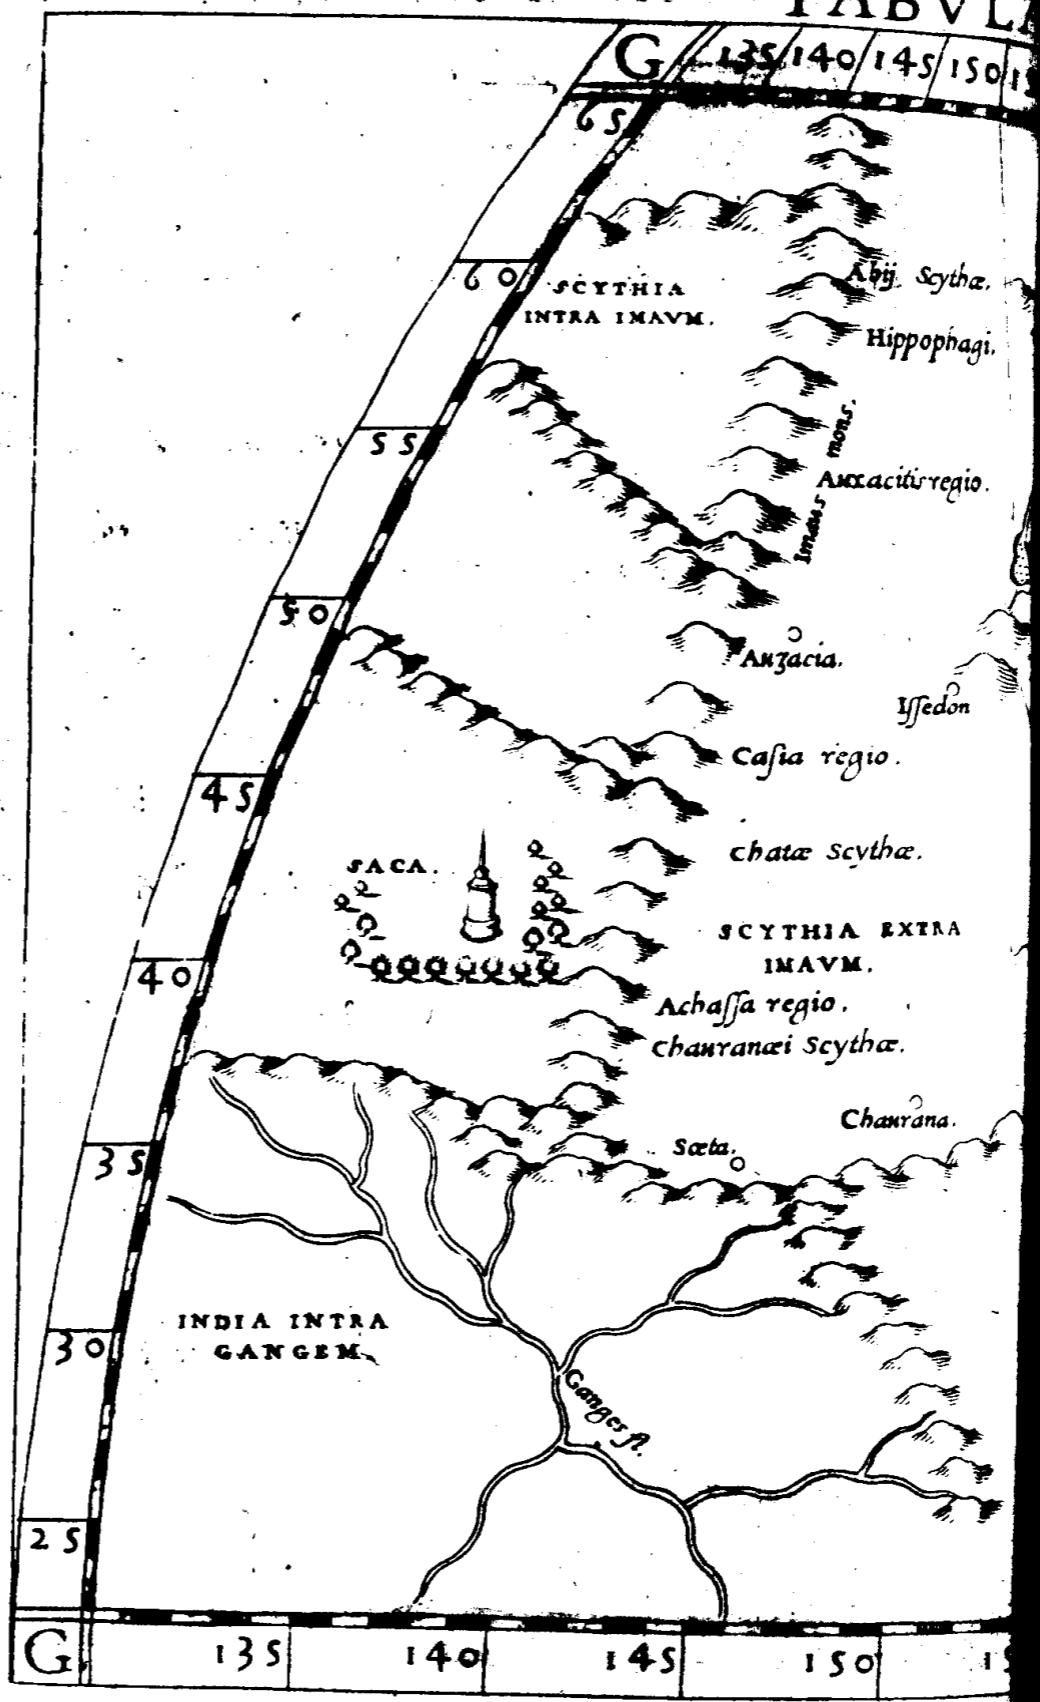 TABVLA
G 135 140 145 150
65
60
SCYTHIA
INTRA IMAVM.
Abij Scythæ.
Hippophagi.
55
Imaus mons.
Auxacitis regio.
50
Auzacia.
Issedon
Casia regio.
45
Chatæ Scythæ.
SACA.
SCYTHIA EXTRA
IMAVM.
40
Achassa regio.
Chauranæi Scythæ.
Chaurana.
Sœta.
35
INDIA INTRA
GANGEM
30
Ganges fl.
25
G 135 140 145 150